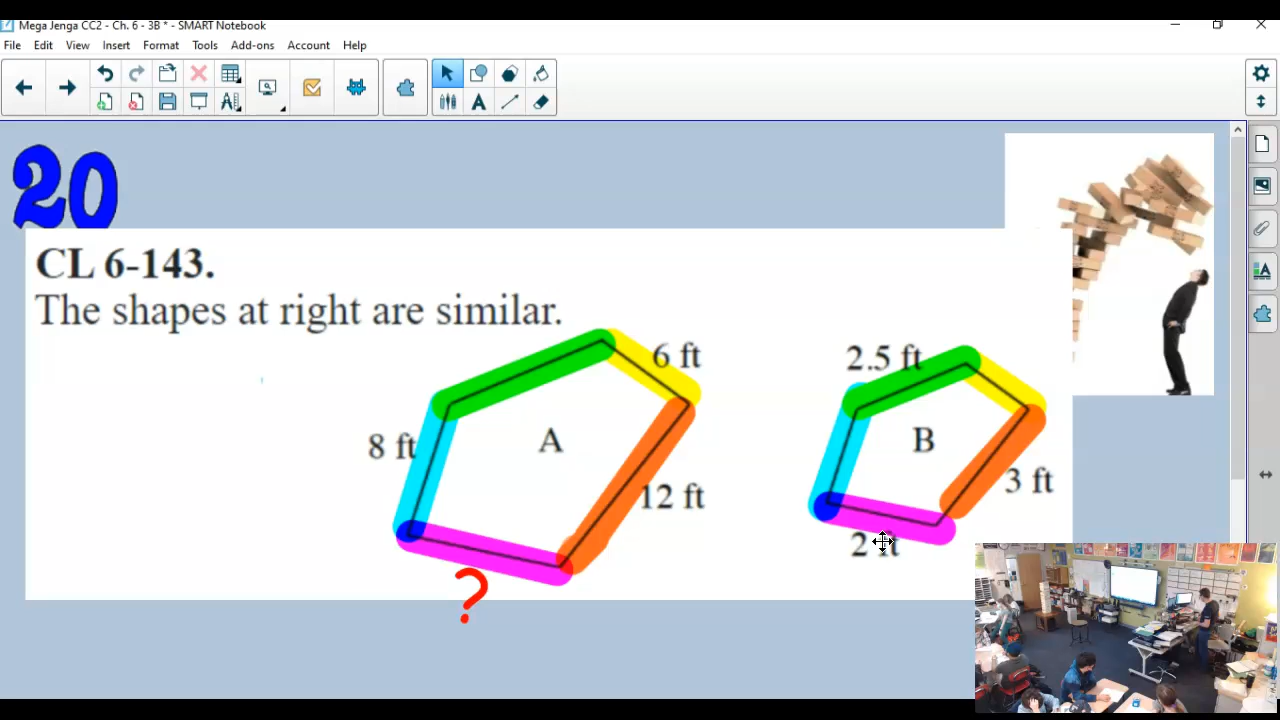 Mega Jenga CC2 - Ch. 6 - 3B * - SMART Notebook
File Edit View Insert Format Tools Add-ons Account Help
20
CL 6-143.
The shapes at right are similar.
6 ft
2.5 ft
8 ft
A
B
12 ft
3 ft
2 ft
?